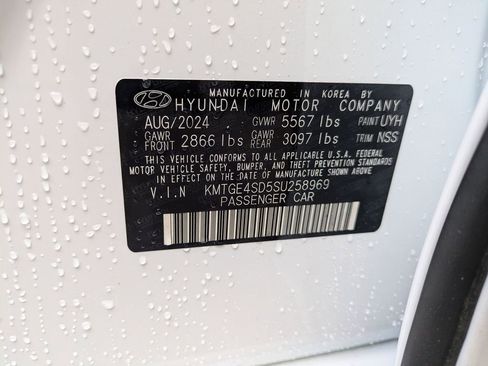 MANUFACTURED IN KOREA BY
HYUNDAI MOTOR COMPANY
AUG/2024 GVWR 5567 lbs PAINT UYH
GAWR FRONT 2866 lbs GAWR REAR 3097 lbs TRIM NSS
THIS VEHICLE CONFORMS TO ALL APPLICABLE U.S.A. FEDERAL
MOTOR VEHICLE SAFETY, BUMPER, AND THEFT PREVENTION STANDARDS
IN EFFECT ON THE DATE OF MANUFACTURE SHOWN ABOVE.
V.I.N KMTGE4SD5SU258969
PASSENGER CAR